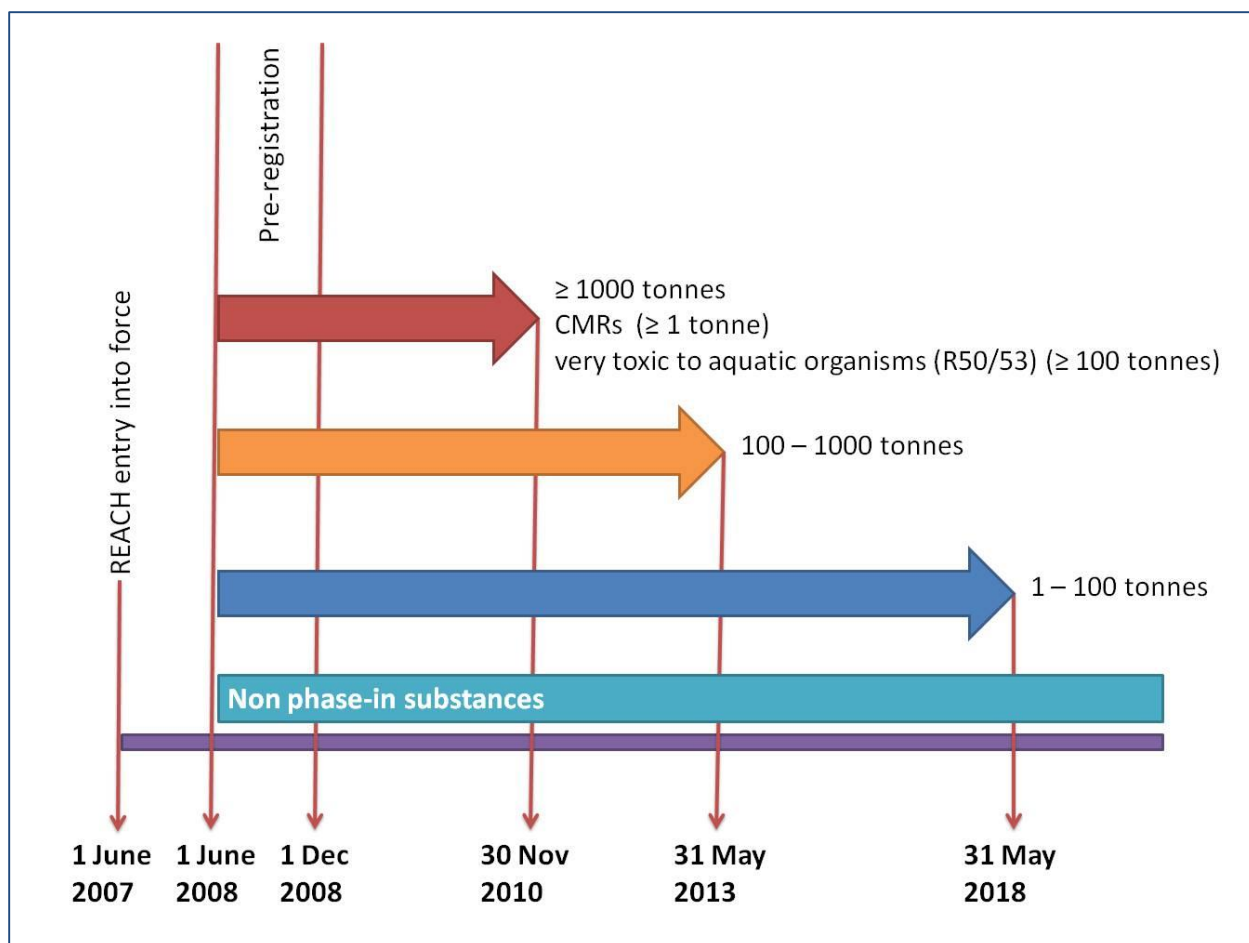 Pre-registration
REACH entry into force
≥ 1000 tonnes
CMRs (≥ 1 tonne)
very toxic to aquatic organisms (R50/53) (≥ 100 tonnes)
100 – 1000 tonnes
1 – 100 tonnes
Non phase-in substances
1 June
2007
1 June
2008
1 Dec
2008
30 Nov
2010
31 May
2013
31 May
2018